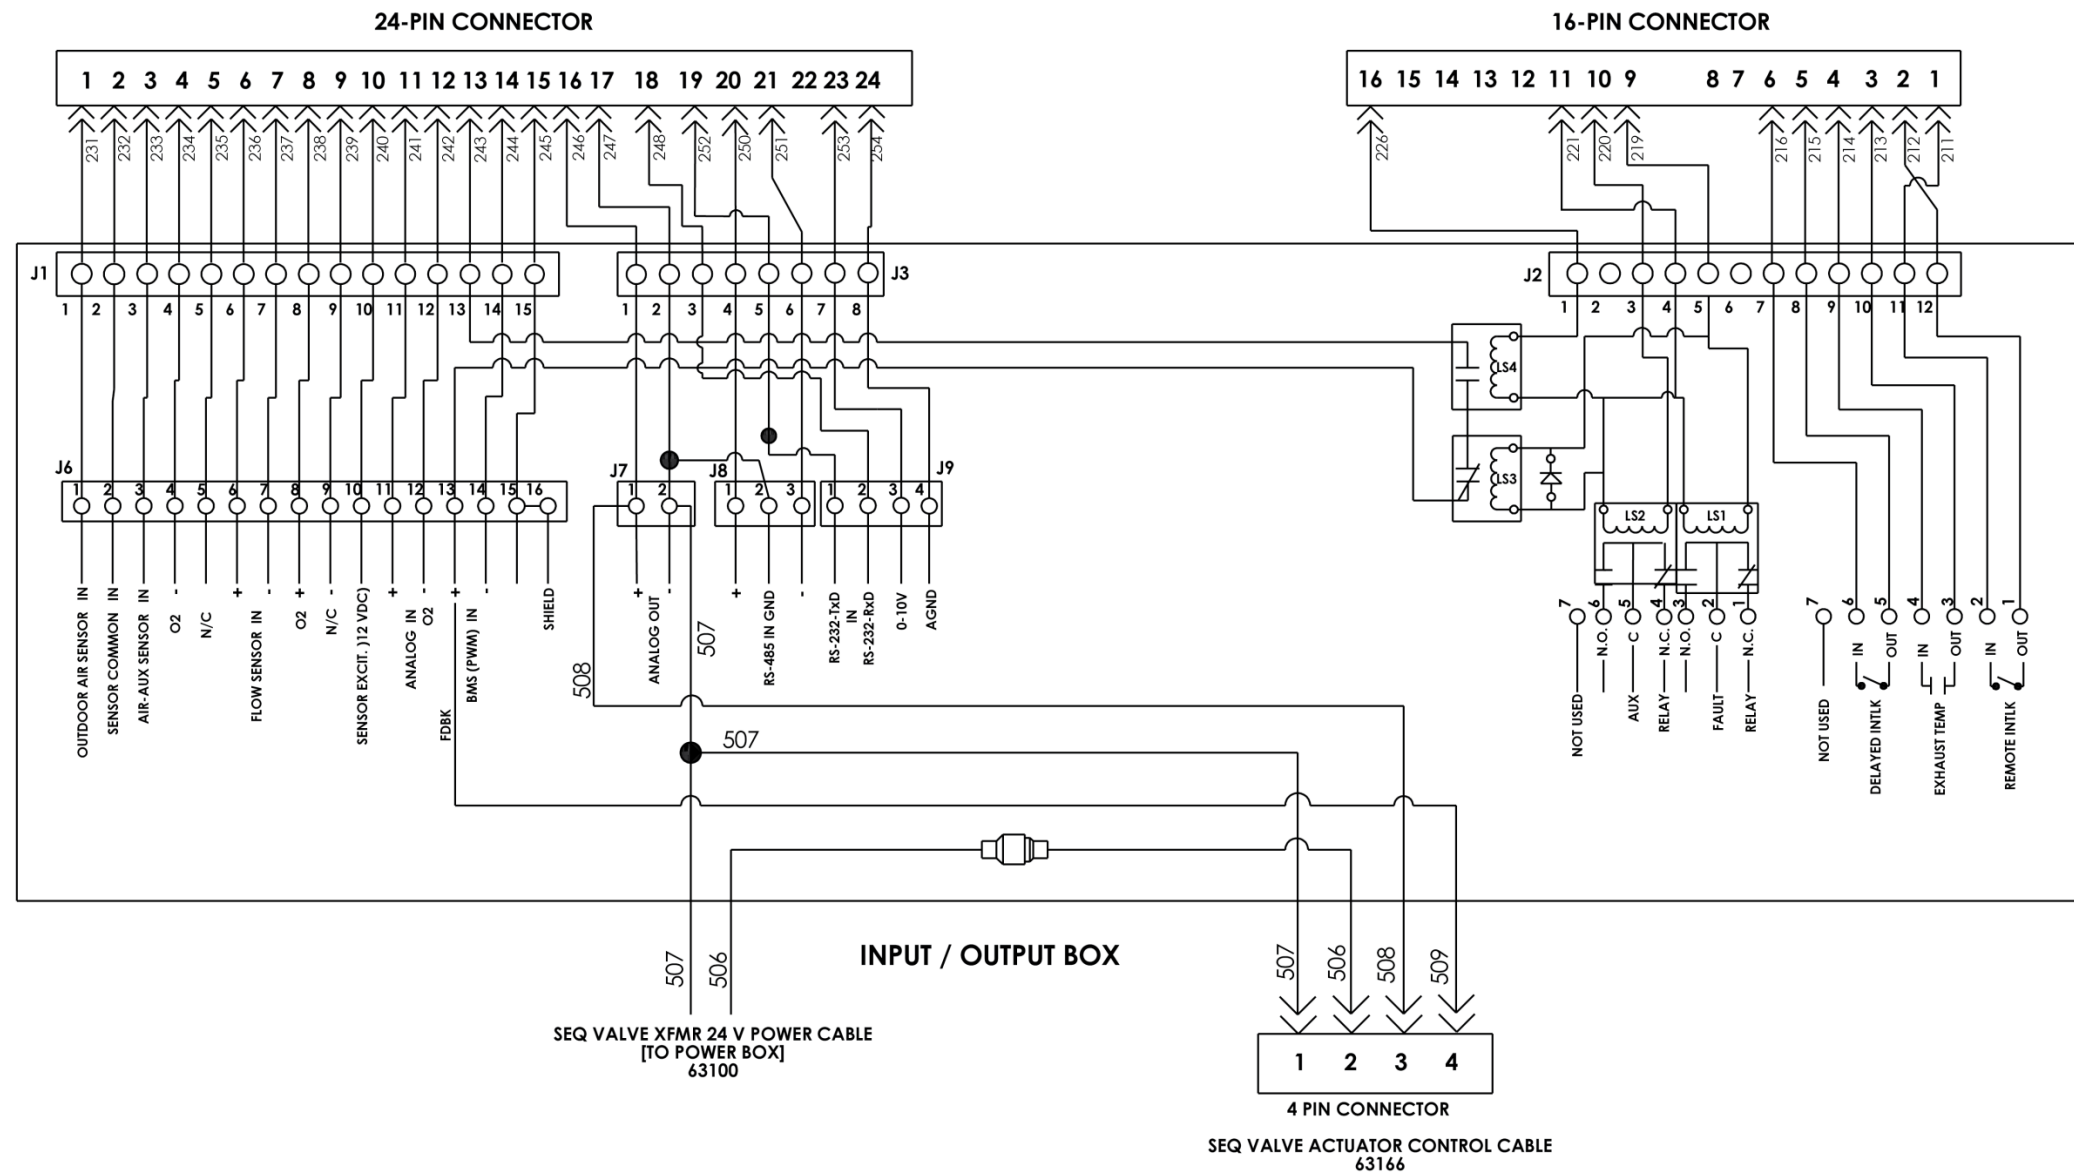 24-PIN CONNECTOR
16-PIN CONNECTOR
1 2 3 4 5 6 7 8 9 10 11 12 13 14 15 16 17 18 19 20 21 22 23 24
16 15 14 13 12 11 10 9 8 7 6 5 4 3 2 1
231 232 233 234 235 236 237 238 239 240 241 242 243 244 245 246 247 248 252 250 251 253 254
226 221 220 219 216 215 214 213 212 211
J1
J3
J2
1 2 3 4 5 6 7 8 9 10 11 12 13 14 15
1 2 3 4 5 6 7 8
1 2 3 4 5 6 7 8 9 10 11 12
LS4
LS3
LS2
LS1
J6
J7
J8
J9
1 2 3 4 5 6 7 8 9 10 11 12 13 14 15 16
1 2
1 2 3
1 2 3 4
OUTDOOR AIR SENSOR IN
SENSOR COMMON IN
AIR-AUX SENSOR IN
O2 -
N/C
+
FLOW SENSOR IN -
O2 +
N/C -
SENSOR EXCIT. )12 VDC)
+
ANALOG IN
O2 -
+
FDBK
BMS (PWM) IN -
SHIELD
+
ANALOG OUT
-
507
508
+
RS-485 IN GND
-
RS-232-TxD
IN
RS-232-RxD
0-10V
AGND
7 6 5 4 3 2 1
N.O. C N.C. N.O. C N.C.
NOT USED
AUX
RELAY
FAULT
RELAY
7 6 5 4 3 2 1
IN OUT IN OUT IN OUT
NOT USED
DELAYED INTLK
EXHAUST TEMP
REMOTE INTLK
507
INPUT / OUTPUT BOX
507 506
507 506 508 509
SEQ VALVE XFMR 24 V POWER CABLE
[TO POWER BOX]
63100
1 2 3 4
4 PIN CONNECTOR
SEQ VALVE ACTUATOR CONTROL CABLE
63166